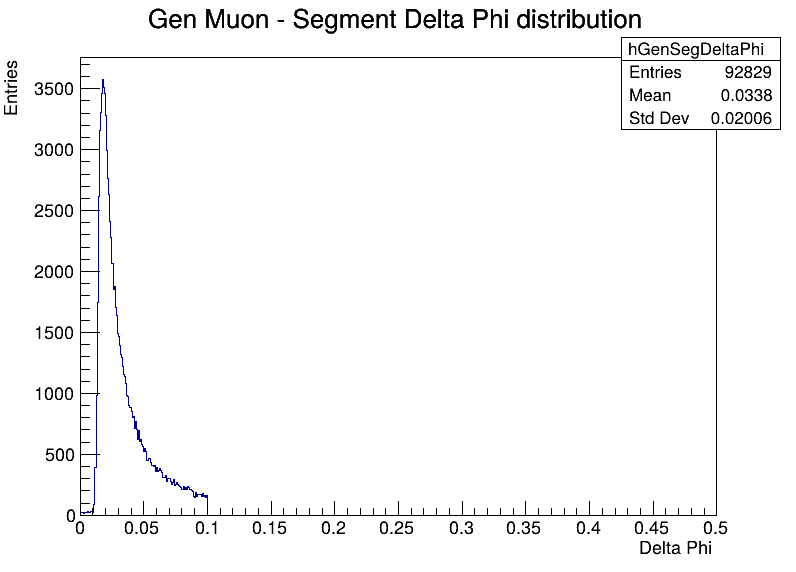 Gen Muon - Segment Delta Phi distribution
hGenSegDeltaPhi
Entries 92829
Mean 0.0338
Std Dev 0.02006
Entries
3500
3000
2500
2000
1500
1000
500
0
0 0.05 0.1 0.15 0.2 0.25 0.3 0.35 0.4 0.45 0.5
Delta Phi